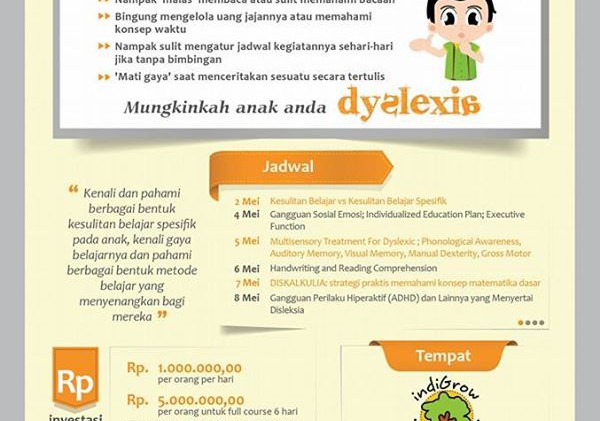 Nampak 'malas' membaca atau sulit memahami bacaan
Bingung mengelola uang jajannya atau memahami
konsep waktu
Nampak sulit mengatur jadwal kegiatannya sehari-hari
jika tanpa bimbingan
'Mati gaya' saat menceritakan sesuatu secara tertulis
Mungkinkah anak anda dyslexia
Jadwal
“ Kenali dan pahami
berbagai bentuk
kesulitan belajar spesifik
pada anak, kenali gaya
belajarnya dan pahami
berbagai bentuk metode
belajar yang
menyenangkan bagi
mereka ”
2 Mei Kesulitan Belajar vs Kesulitan Belajar Spesifik
4 Mei Gangguan Sosial Emosi; Individualized Education Plan; Executive
Function
5 Mei Multisensory Treatment For Dyslexic ; Phonological Awareness,
Auditory Memory, Visual Memory, Manual Dexterity, Gross Motor
6 Mei Handwriting and Reading Comprehension
7 Mei DISKALKULIA: strategi praktis memahami konsep matematika dasar
8 Mei Gangguan Perilaku Hiperaktif (ADHD) dan Lainnya yang Menyertai
Disleksia
Rp
investasi
Rp. 1.000.000,00
per orang per hari
Rp. 5.000.000,00
per orang untuk full course 6 hari
Tempat
indiGrow